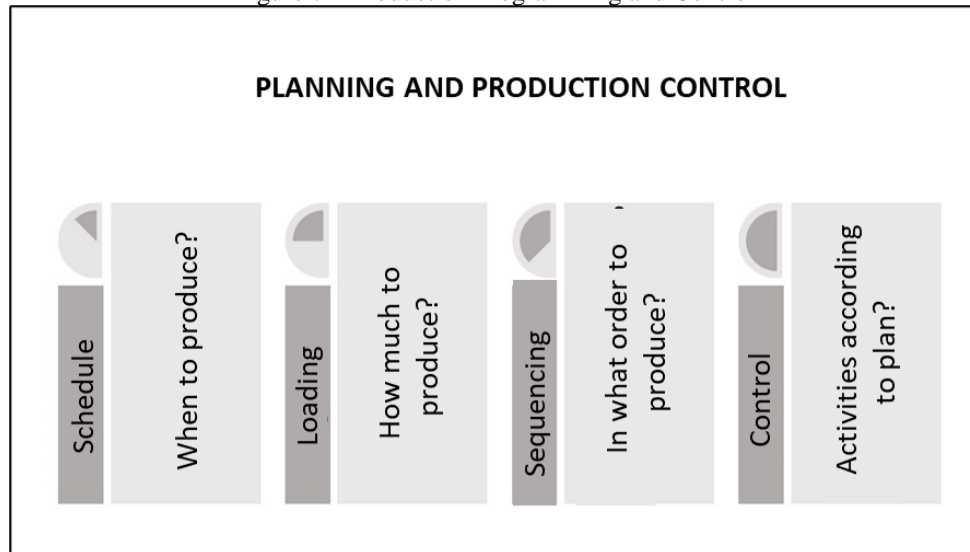 PLANNING AND PRODUCTION CONTROL
Schedule
When to produce?
Loading
How much to
produce?
Sequencing
In what order to
produce?
Control
Activities according
to plan?